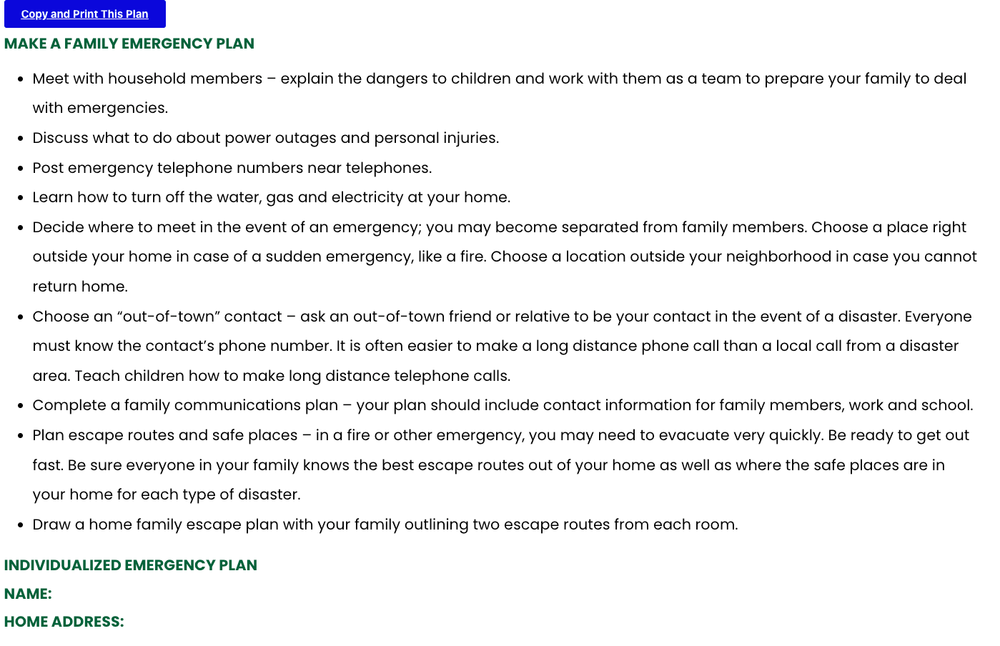 Copy and Print This Plan
MAKE A FAMILY EMERGENCY PLAN
• Meet with household members – explain the dangers to children and work with them as a team to prepare your family to deal
with emergencies.
• Discuss what to do about power outages and personal injuries.
• Post emergency telephone numbers near telephones.
• Learn how to turn off the water, gas and electricity at your home.
• Decide where to meet in the event of an emergency; you may become separated from family members. Choose a place right
outside your home in case of a sudden emergency, like a fire. Choose a location outside your neighborhood in case you cannot
return home.
• Choose an “out-of-town” contact – ask an out-of-town friend or relative to be your contact in the event of a disaster. Everyone
must know the contact’s phone number. It is often easier to make a long distance phone call than a local call from a disaster
area. Teach children how to make long distance telephone calls.
• Complete a family communications plan – your plan should include contact information for family members, work and school.
• Plan escape routes and safe places – in a fire or other emergency, you may need to evacuate very quickly. Be ready to get out
fast. Be sure everyone in your family knows the best escape routes out of your home as well as where the safe places are in
your home for each type of disaster.
• Draw a home family escape plan with your family outlining two escape routes from each room.
INDIVIDUALIZED EMERGENCY PLAN
NAME:
HOME ADDRESS: